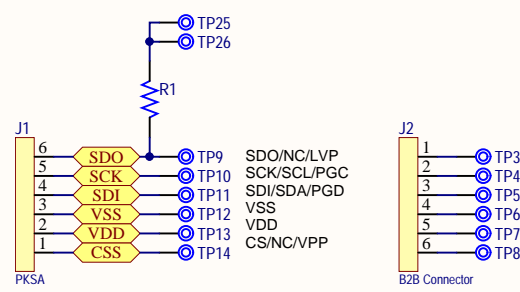 TP25
TP26
R1
J1
6 SDO TP9 SDO/NC/LVP
5 SCK TP10 SCK/SCL/PGC
4 SDI TP11 SDI/SDA/PGD
3 VSS TP12 VSS
2 VDD TP13 VDD
1 CSS TP14 CS/NC/VPP
PKSA
J2
1 TP3
2 TP4
3 TP5
4 TP6
5 TP7
6 TP8
B2B Connector